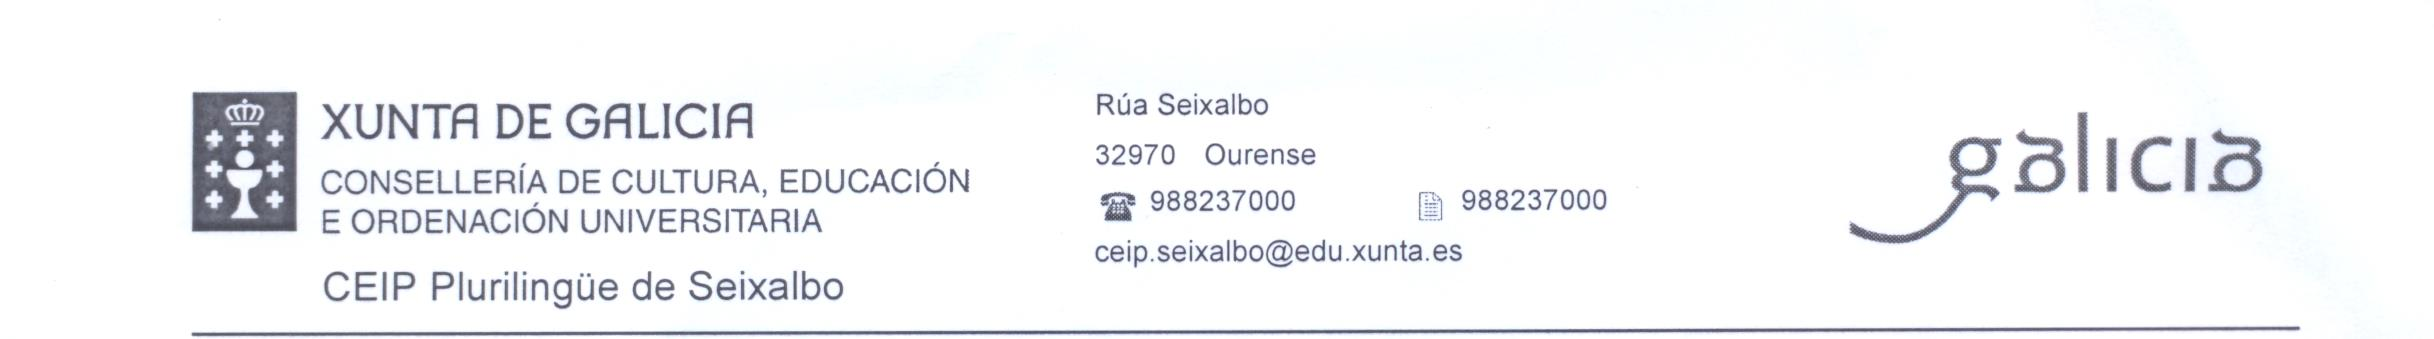 XUNTA DE GALICIA
CONSELLERÍA DE CULTURA, EDUCACIÓN
E ORDENACIÓN UNIVERSITARIA
CEIP Plurilingüe de Seixalbo
Rúa Seixalbo
32970 Ourense
988237000 988237000
ceip.seixalbo@edu.xunta.es
galicia